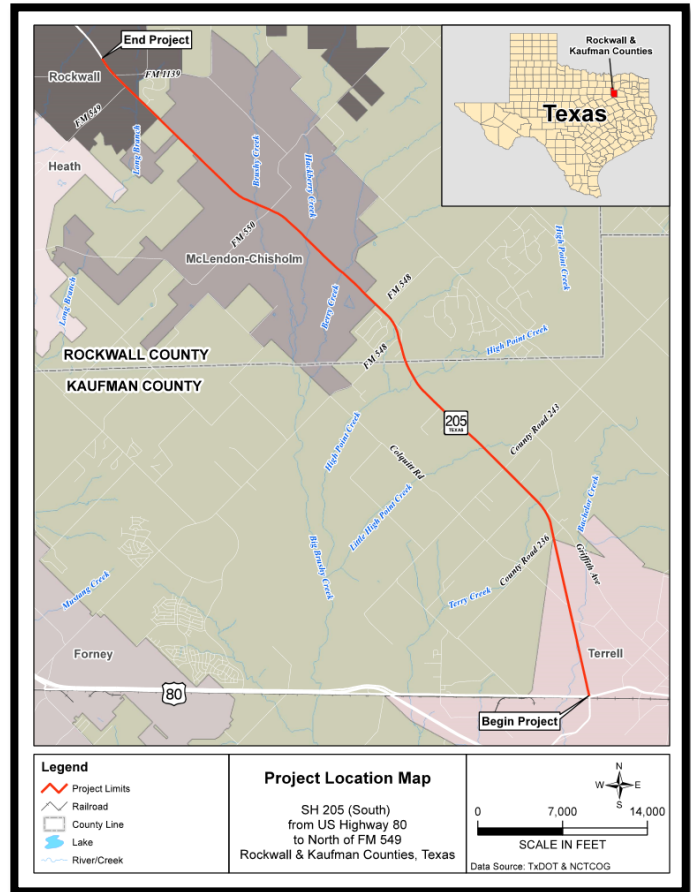 End Project
Rockwall
FM 1139
FM 549
Long Branch
Heath
Brushy Creek
Hackberry Creek
FM 550
McLendon-Chisholm
Long Branch
Berry Creek
FM 548
FM 548
High Point Creek
High Point Creek
ROCKWALL COUNTY
KAUFMAN COUNTY
Rockwall &
Kaufman Counties
Texas
205
TEXAS
County Road 243
High Point Creek
Colquitt Rd
Little High Point Creek
Bachelor Creek
Big Brushy Creek
County Road 236
Griffith Ave
Terry Creek
Mustang Creek
Forney
Terrell
80
Begin Project
Legend
Project Limits
Railroad
County Line
Lake
River/Creek
Project Location Map
SH 205 (South)
from US Highway 80
to North of FM 549
Rockwall & Kaufman Counties, Texas
N
W
E
S
0 7,000 14,000
SCALE IN FEET
Data Source: TxDOT & NCTCOG